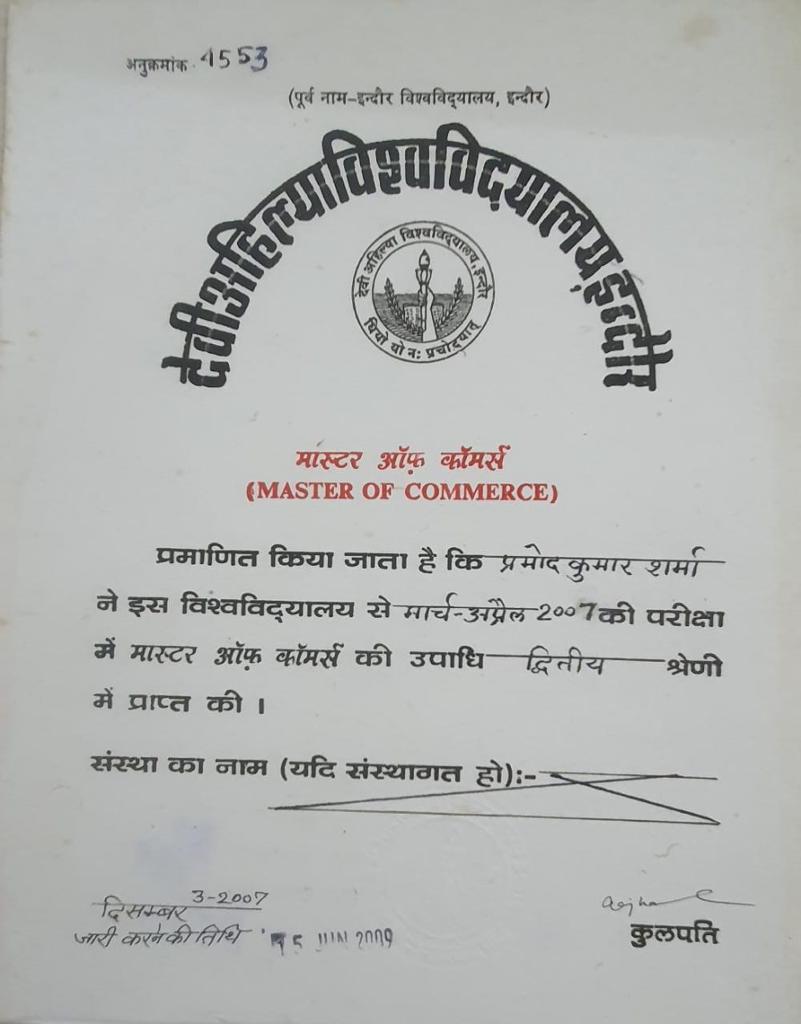 अनुक्रमांक 4553
(पूर्व नाम-इन्दौर विश्वविद्यालय, इन्दौर)
देवी अहिल्या विश्वविद्यालय, इन्दौर
देवी अहिल्या विश्वविद्यालय, इन्दौर
धियो यो नः प्रचोदयात्
मास्टर ऑफ़ कॉमर्स
(MASTER OF COMMERCE)
प्रमाणित किया जाता है कि प्रमोद कुमार शर्मा
ने इस विश्वविद्यालय से मार्च-अप्रैल 2007 की परीक्षा
में मास्टर ऑफ़ कॉमर्स की उपाधि द्वितीय श्रेणी
में प्राप्त की ।
संस्था का नाम (यदि संस्थागत हो):-
दिसम्बर 3-2007
जारी करने की तिथि 5 JUN 2009
कुलपति